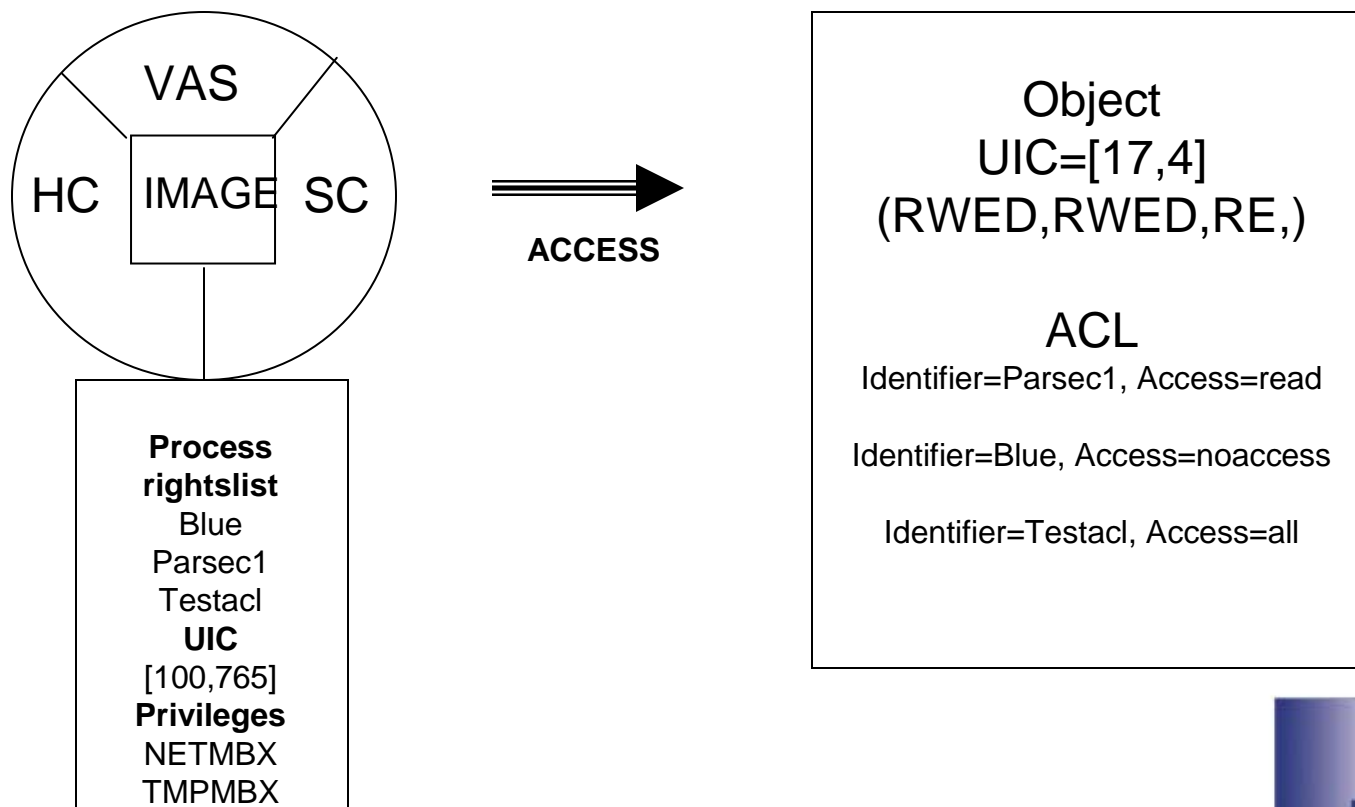 VAS
HC
IMAGE
SC
Process
rightslist
Blue
Parsec1
Testacl
UIC
[100,765]
Privileges
NETMBX
TMPMBX
ACCESS
Object
UIC=[17,4]
(RWED,RWED,RE,)
ACL
Identifier=Parsec1, Access=read
Identifier=Blue, Access=noaccess
Identifier=Testacl, Access=all